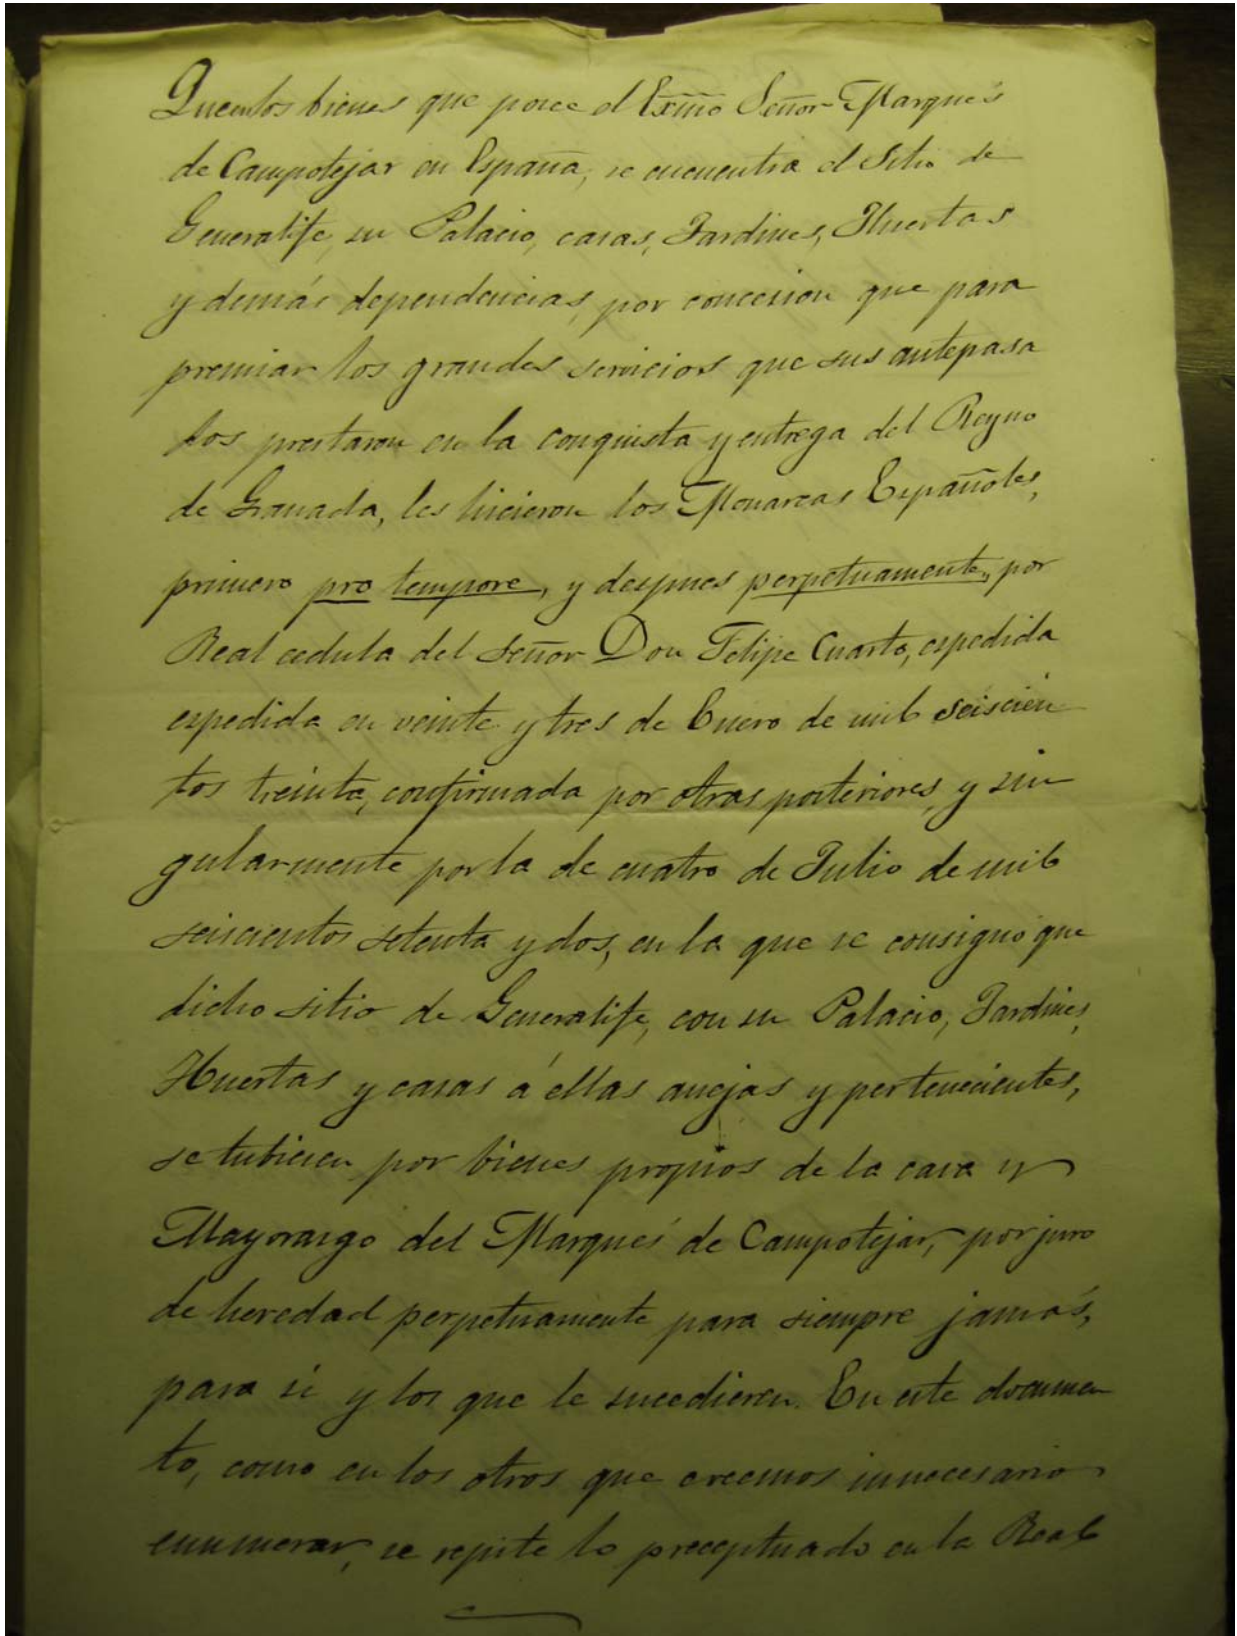 Que en los bienes que posee el Exmo Señor Marqués
de Campotejar en España, se encuentra el Sitio de
Generalife, su Palacio, casas, Jardines, Huertas
y demás dependencias, por concesion que para
premiar los grandes servicios que sus antepasa
dos prestaron en la conquista y entrega del Reyno
de Granada, les hicieron los Monarcas Españoles,
primero pro tempore, y despues perpetuamente, por
Real cedula del señor Don Felipe Cuarto, espedida
espedida en veinte y tres de Enero de mil seiscien
tos treinta, confirmada por otras posteriores, y sin
gularmente por la de cuatro de Julio de mil
seiscientos setenta y dos, en la que se consigno que
dicho sitio de Generalife, con su Palacio, Jardines,
Huertas y casas á ellas anejas y pertenecientes,
se tubiesen por bienes propios de la casa y
Mayorazgo del Marqués de Campotejar, por juro
de heredad perpetuamente para siempre jamás,
para si y los que le sucedieren. En este documen
to, como en los otros que creemos innecesario
enumerar, se repite lo preceptuado en la Real